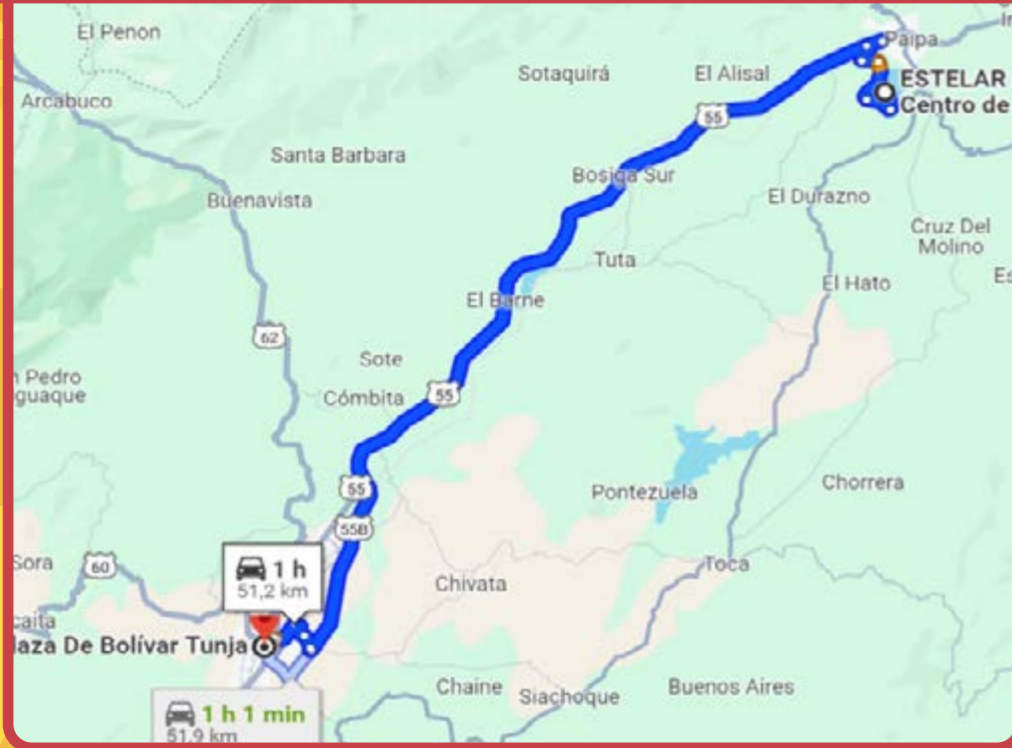 El Penon
Paipa
Sotaquirá
El Alisal
ESTELAR
Centro de
Arcabuco
55
Santa Barbara
Bosiga Sur
Buenavista
El Durazno
Cruz Del
Molino
Tuta
El Hato
El Barne
62
Sote
Pedro
guaque
Cómbita
55
55
Pontezuela
Chorrera
55B
Sora
60
1 h
51,2 km
Chivata
Toca
caita
laza De Bolívar Tunja
Chaine
Siachoque
Buenos Aires
1 h 1 min
51,9 km